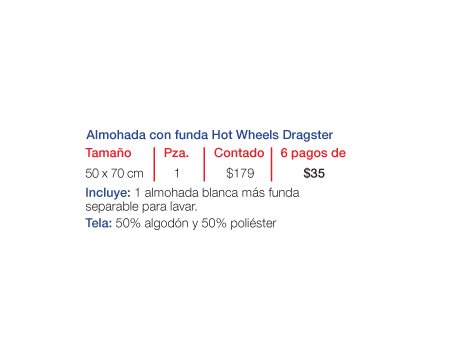 Almohada con funda Hot Wheels Dragster
Tamaño Pza. Contado 6 pagos de
50 x 70 cm 1 $179 $35
Incluye: 1 almohada blanca más funda
separable para lavar.
Tela: 50% algodón y 50% poliéster